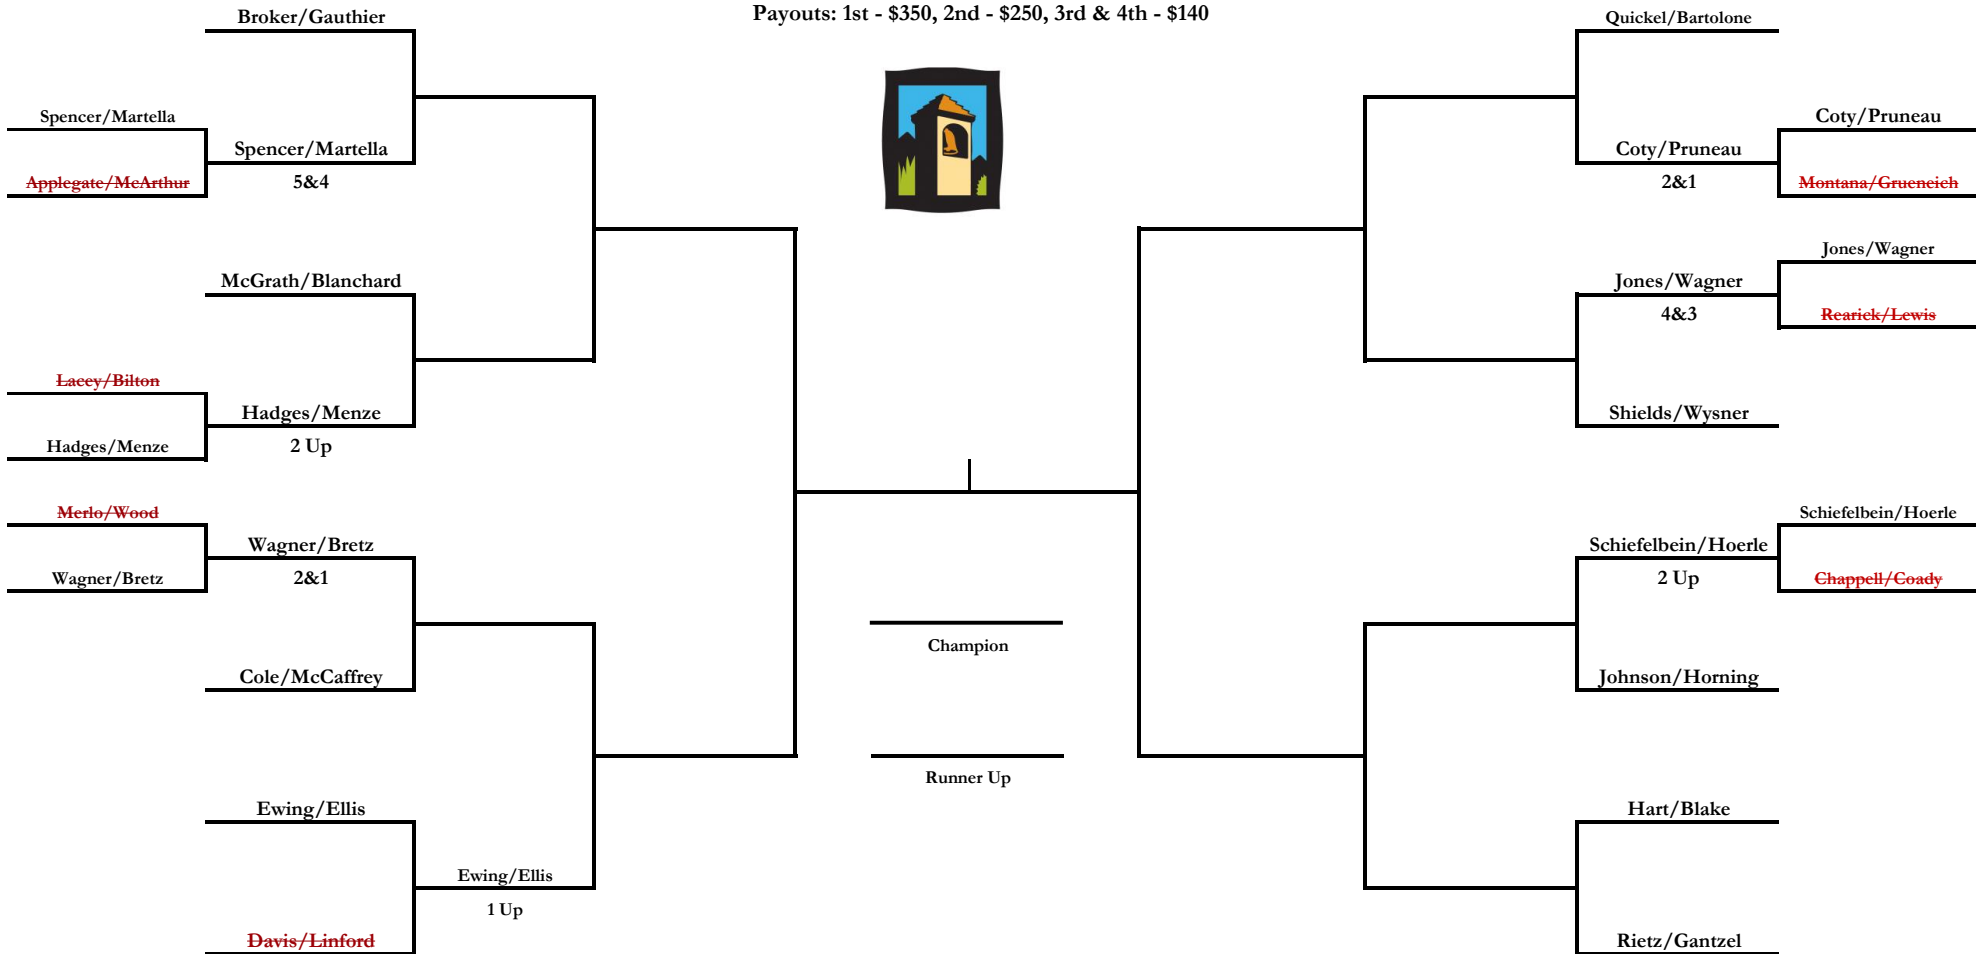 Payouts: 1st - $350, 2nd - $250, 3rd & 4th - $140
Broker/Gauthier
Spencer/Martella
Spencer/Martella
Applegate/McArthur
5&4
McGrath/Blanchard
Lacey/Bilton
Hadges/Menze
Hadges/Menze
2 Up
Merlo/Wood
Wagner/Bretz
Wagner/Bretz
2&1
Cole/McCaffrey
Ewing/Ellis
Ewing/Ellis
1 Up
Davis/Linford
Champion
Runner Up
Quickel/Bartolone
Coty/Pruneau
Coty/Pruneau
2&1
Montana/Grueneich
Jones/Wagner
Jones/Wagner
4&3
Rearick/Lewis
Shields/Wysner
Schiefelbein/Hoerle
Schiefelbein/Hoerle
2 Up
Chappell/Coady
Johnson/Horning
Hart/Blake
Rietz/Gantzel